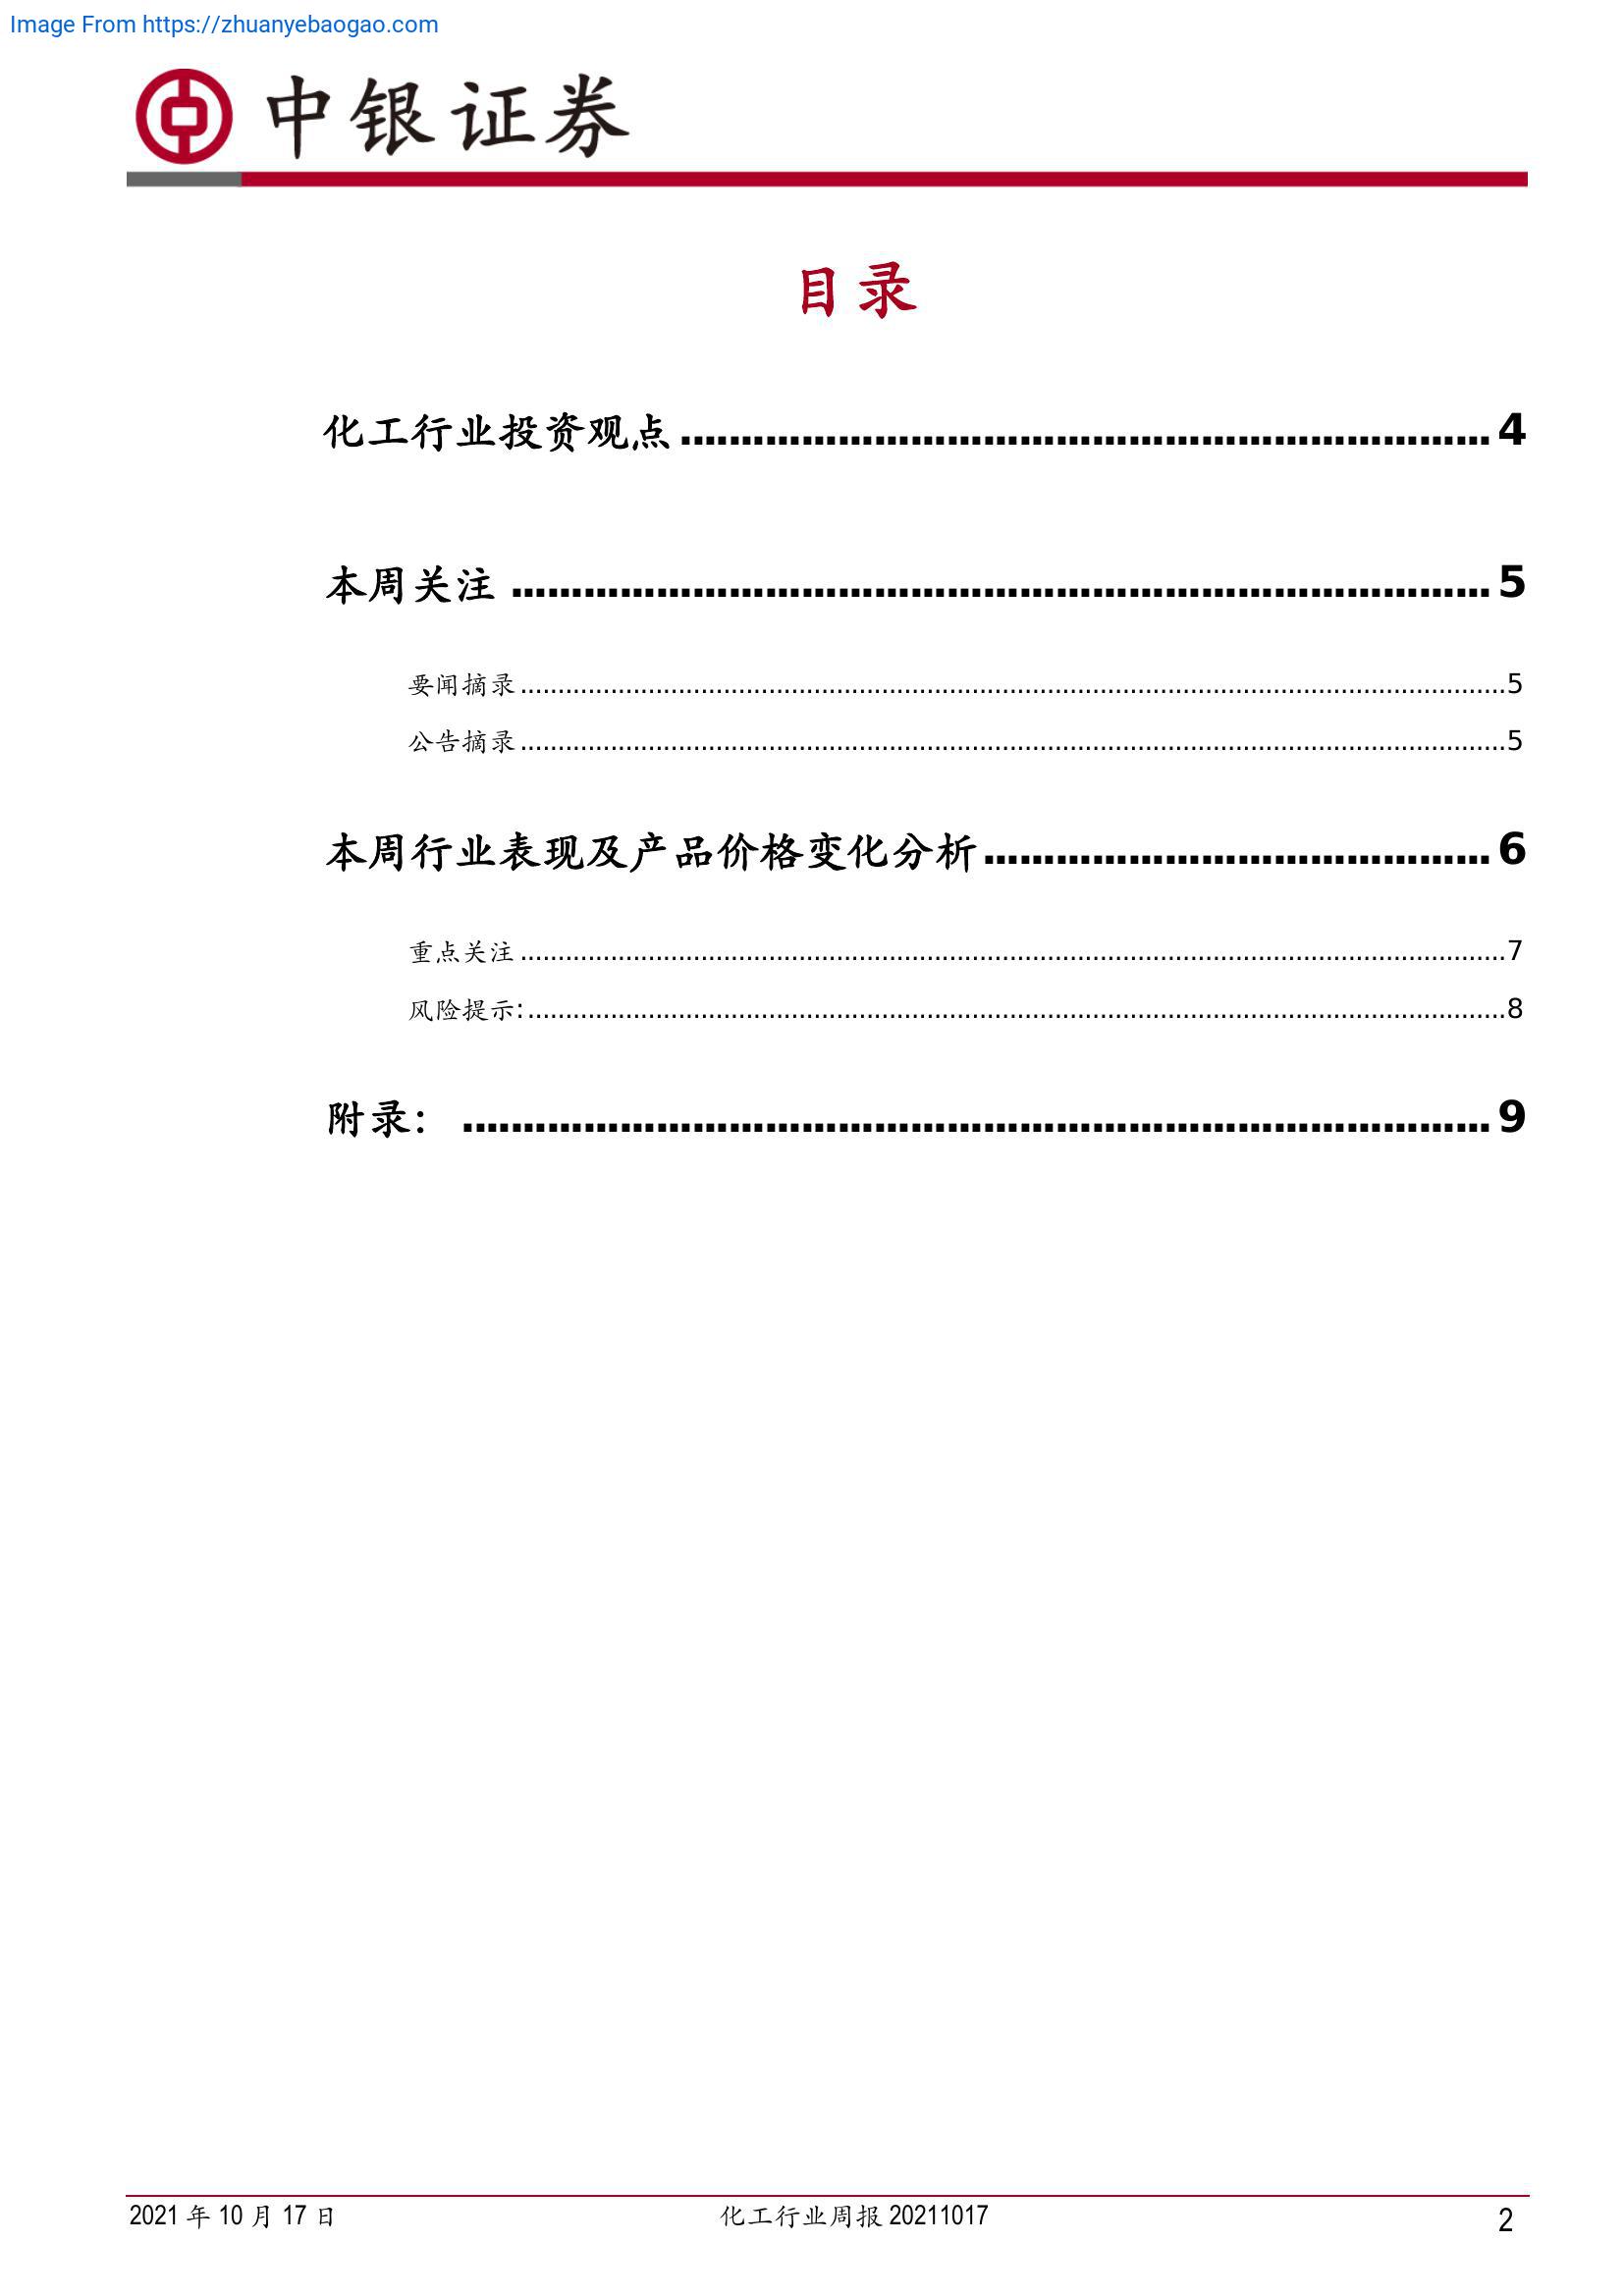 Image From https://zhuanyebaogao.com
中银证券
目录
化工行业投资观点................................................................... 4
本周关注 ................................................................................. 5
要闻摘录....................................................................................................................................5
公告摘录....................................................................................................................................5
本周行业表现及产品价格变化分析.......................................... 6
重点关注....................................................................................................................................7
风险提示:...................................................................................................................................8
附录： ..................................................................................... 9
2021 年 10 月 17 日 化工行业周报 20211017 2